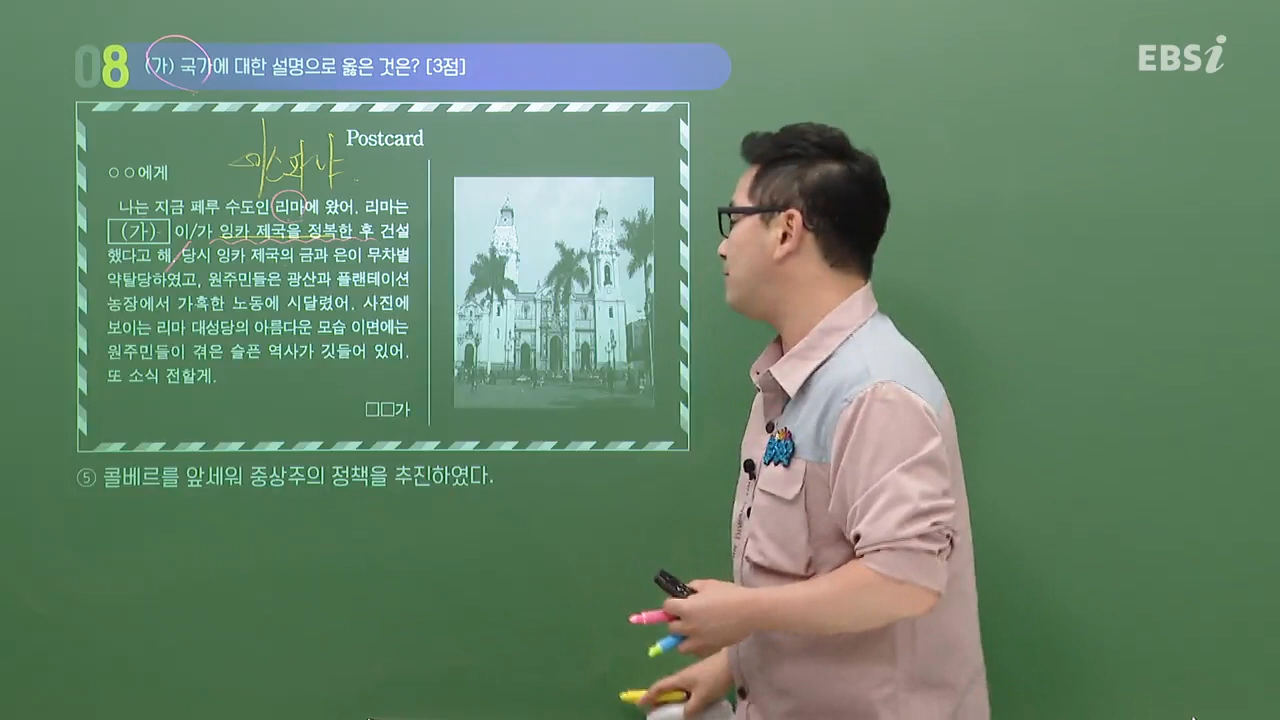 08 (가) 국가에 대한 설명으로 옳은 것은? [3점]
EBSi
Postcard
에스파냐
○○에게
나는 지금 페루 수도인 리마에 왔어. 리마는
(가) 이/가 잉카 제국을 정복한 후 건설
했다고 해. 당시 잉카 제국의 금과 은이 무차별
약탈당하였고, 원주민들은 광산과 플랜테이션
농장에서 가혹한 노동에 시달렸어. 사진에
보이는 리마 대성당의 아름다운 모습 이면에는
원주민들이 겪은 슬픈 역사가 깃들어 있어.
또 소식 전할게.
□□가
⑤ 콜베르를 앞세워 중상주의 정책을 추진하였다.